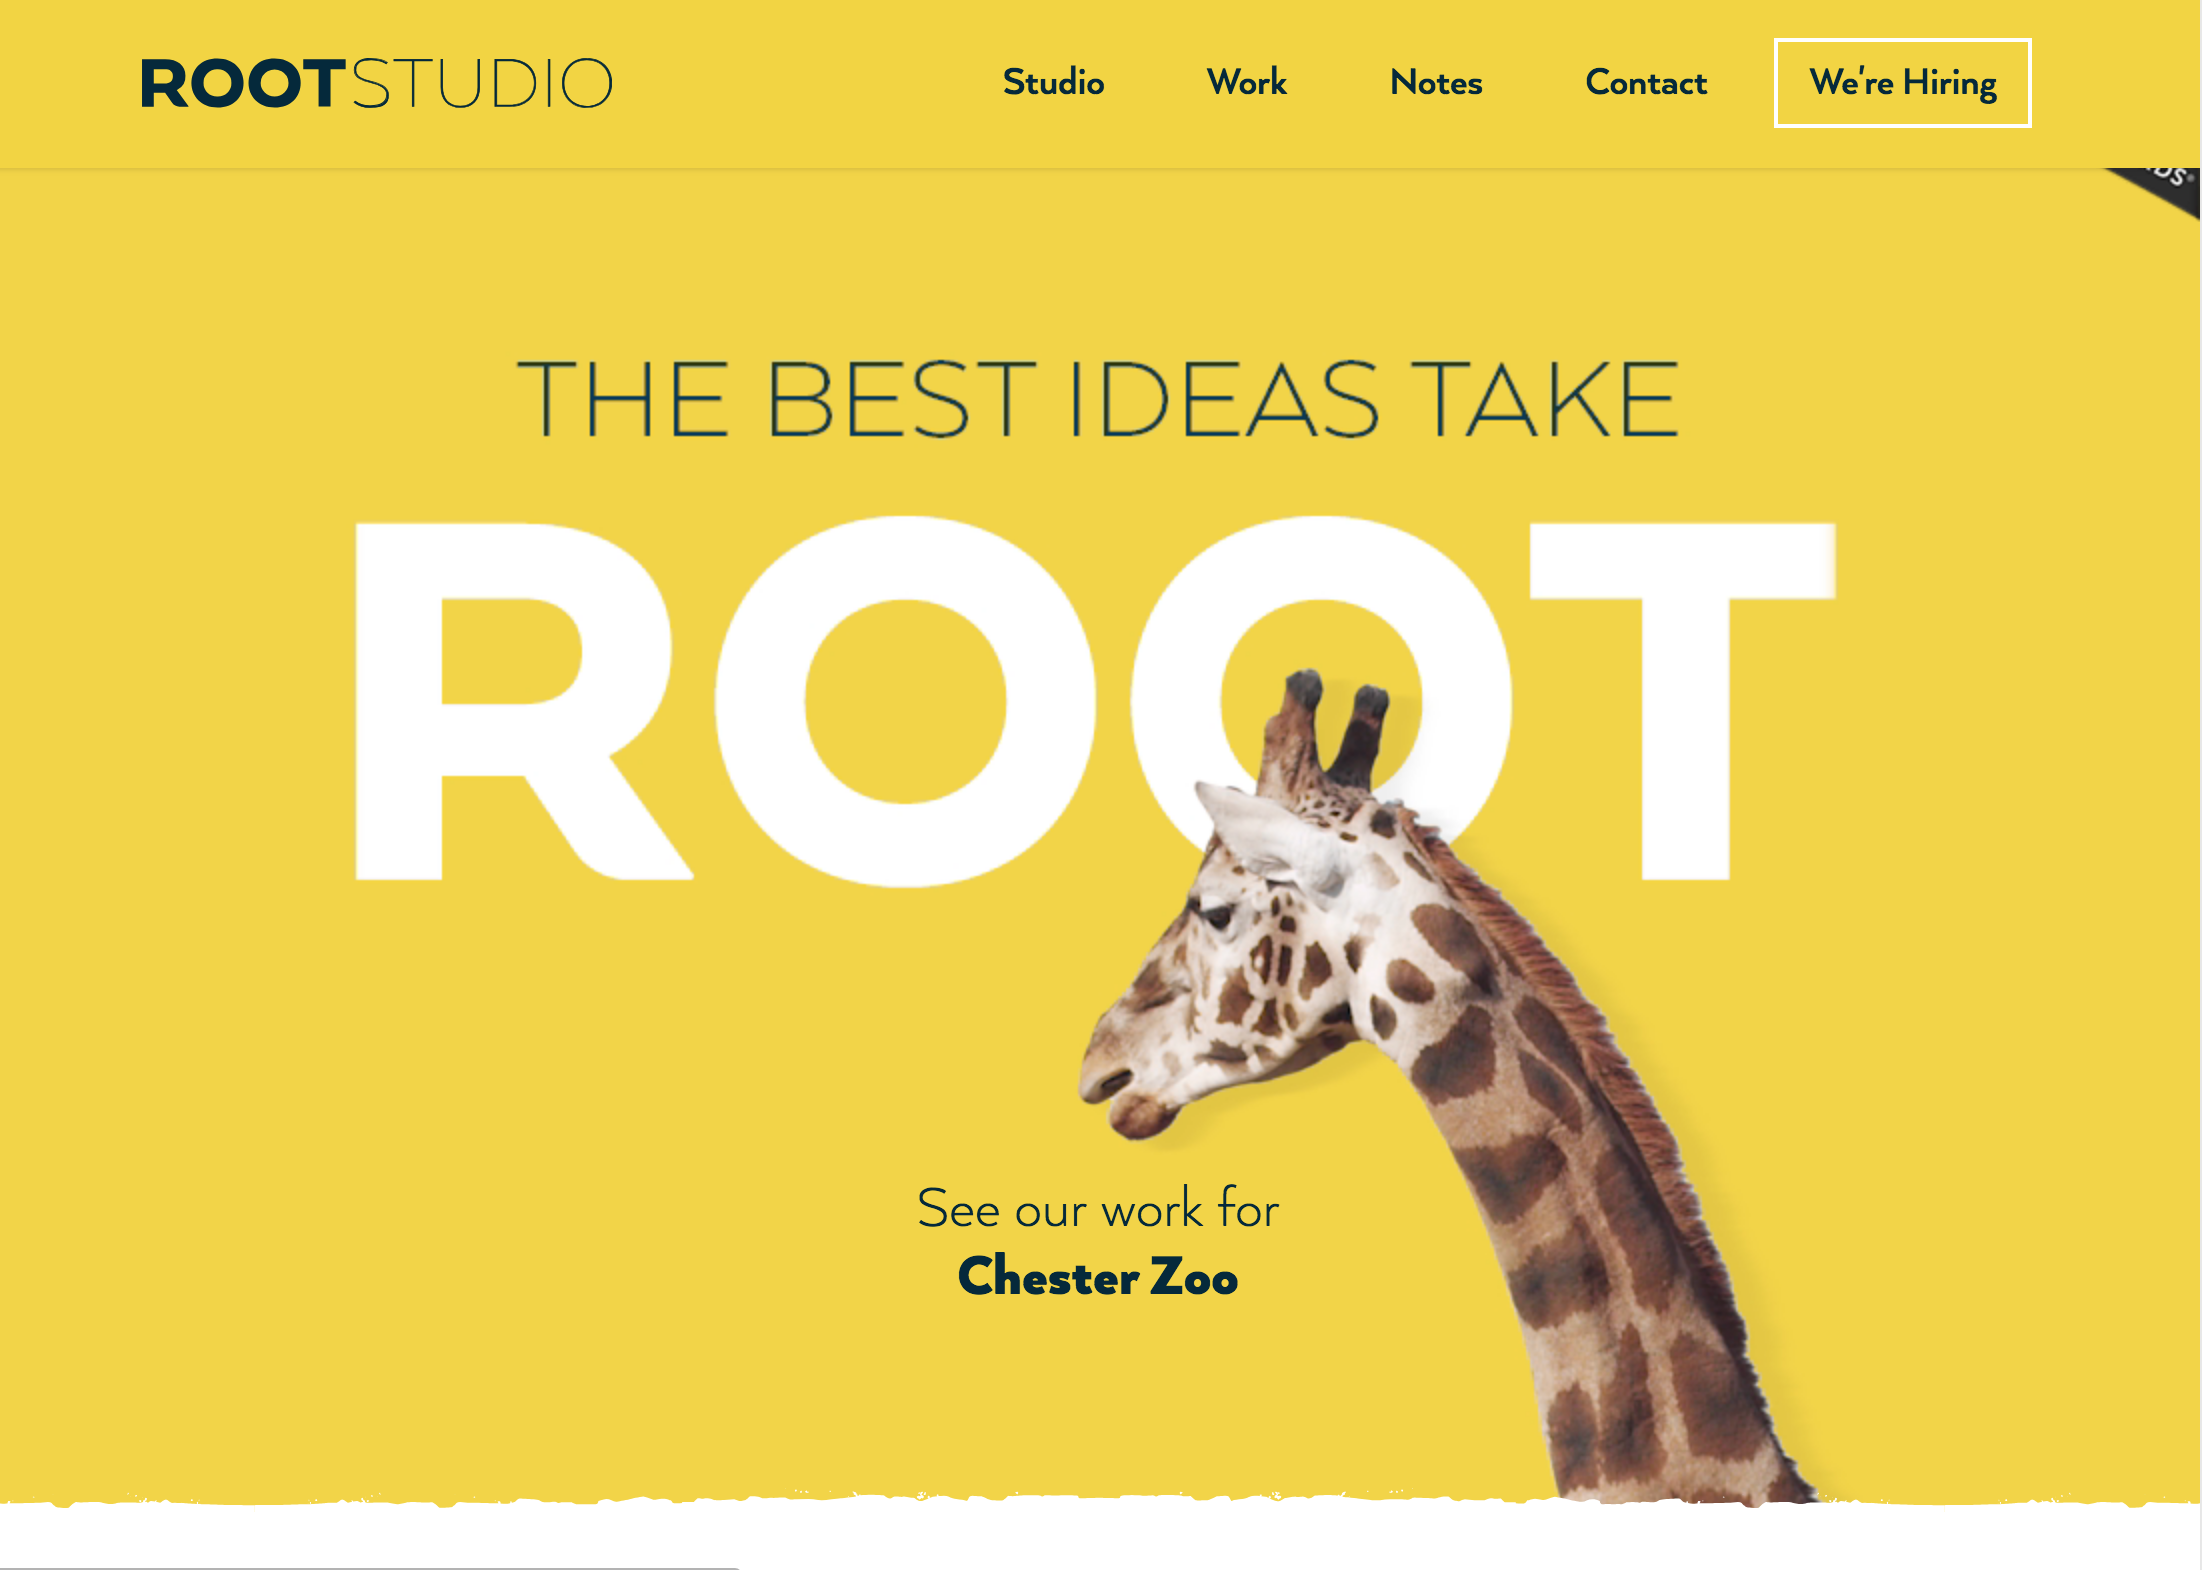 ROOTSTUDIO
Studio
Work
Notes
Contact
We're Hiring
THE BEST IDEAS TAKE
ROOT
See our work for
Chester Zoo